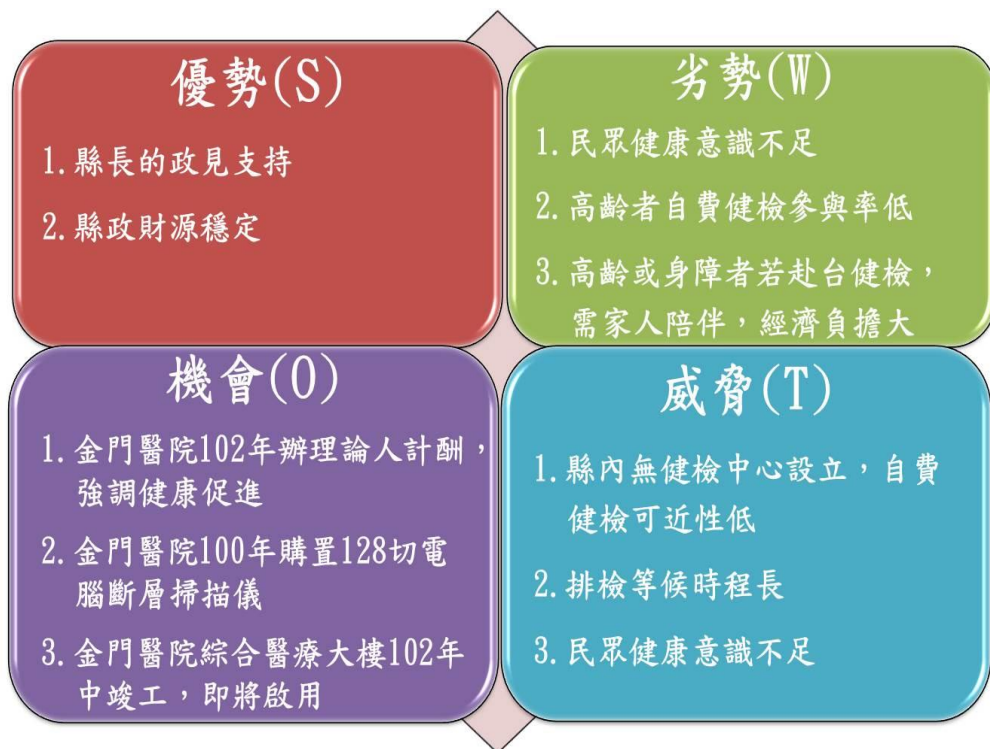 優勢(S)
1.縣長的政見支持
2.縣政財源穩定
劣勢(W)
1.民眾健康意識不足
2.高齡者自費健檢參與率低
3.高齡或身障者若赴台健檢，
需家人陪伴，經濟負擔大
機會(O)
1.金門醫院102年辦理論人計酬，
強調健康促進
2.金門醫院100年購置128切電
腦斷層掃描儀
3.金門醫院綜合醫療大樓102年
中竣工，即將啟用
威脅(T)
1.縣內無健檢中心設立，自費
健檢可近性低
2.排檢等候時程長
3.民眾健康意識不足